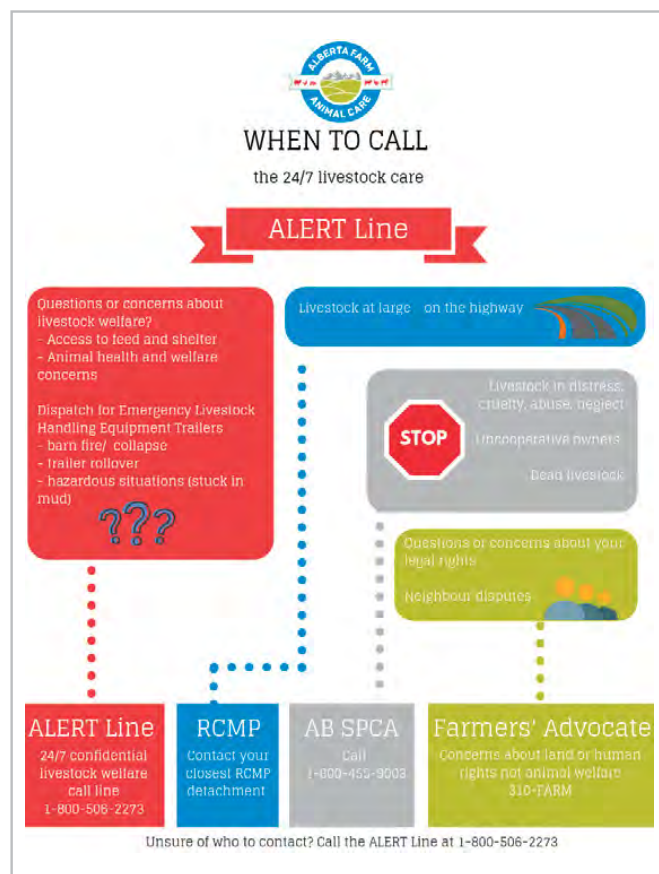 ALBERTA FARM
ANIMAL CARE
WHEN TO CALL
the 24/7 livestock care
ALERT Line
Questions or concerns about
livestock welfare?
- Access to feed and shelter
- Animal health and welfare
concerns
Dispatch for Emergency Livestock
Handling Equipment Trailers
- barn fire/ collapse
- trailer rollover
- hazardous situations (stuck in
mud)
???
Livestock at large on the highway
STOP
Livestock in distress,
cruelty, abuse, neglect
Uncooperative owners
Dead livestock
Questions or concerns about your
legal rights
Neighbour disputes
ALERT Line
24/7 confidential
livestock welfare
call line
1-800-506-2273
RCMP
Contact your
closest RCMP
detachment
AB SPCA
Call
1-800-455-9003
Farmers' Advocate
Concerns about land or human
rights not animal welfare
310-FARM
Unsure of who to contact? Call the ALERT Line at 1-800-506-2273